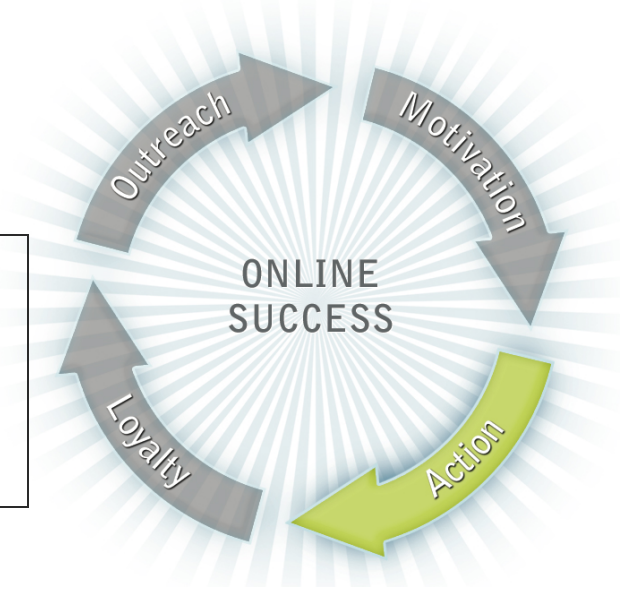 Outreach
Motivation
ONLINE
SUCCESS
Action
Loyalty